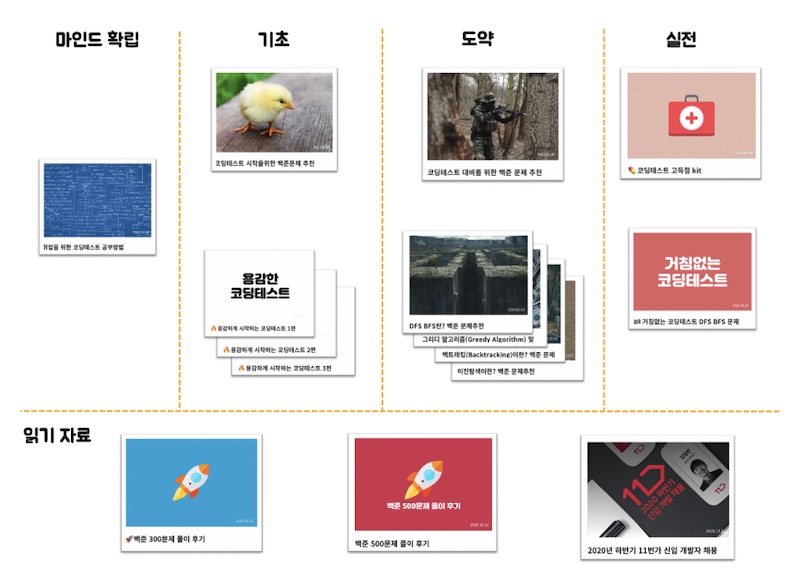 마인드 확립
기초
도약
실전
취업을 위한 코딩테스트 공부방법
코딩테스트 시작을위한 백준문제 추천
용감한
코딩테스트
🔥용감하게 시작하는 코딩테스트 1편
🔥용감하게 시작하는 코딩테스트 2편
🔥용감하게 시작하는 코딩테스트 3편
코딩테스트 대비를 위한 백준 문제 추천
DFS BFS란? 백준 문제추천
그리디 알고리즘(Greedy Algorithm) 및
백트래킹(Backtracking)이란? 백준 문제
이진탐색이란? 백준 문제추천
💊코딩테스트 고득점 kit
거침없는
코딩테스트
거침없는 코딩테스트 DFS BFS 문제
읽기 자료
🚀백준 300문제 풀이 후기
백준 500문제 풀이 후기
백준 500문제 풀이 후기
11
2020 하반기
신입 개발 채용
2020년 하반기 11번가 신입 개발자 채용